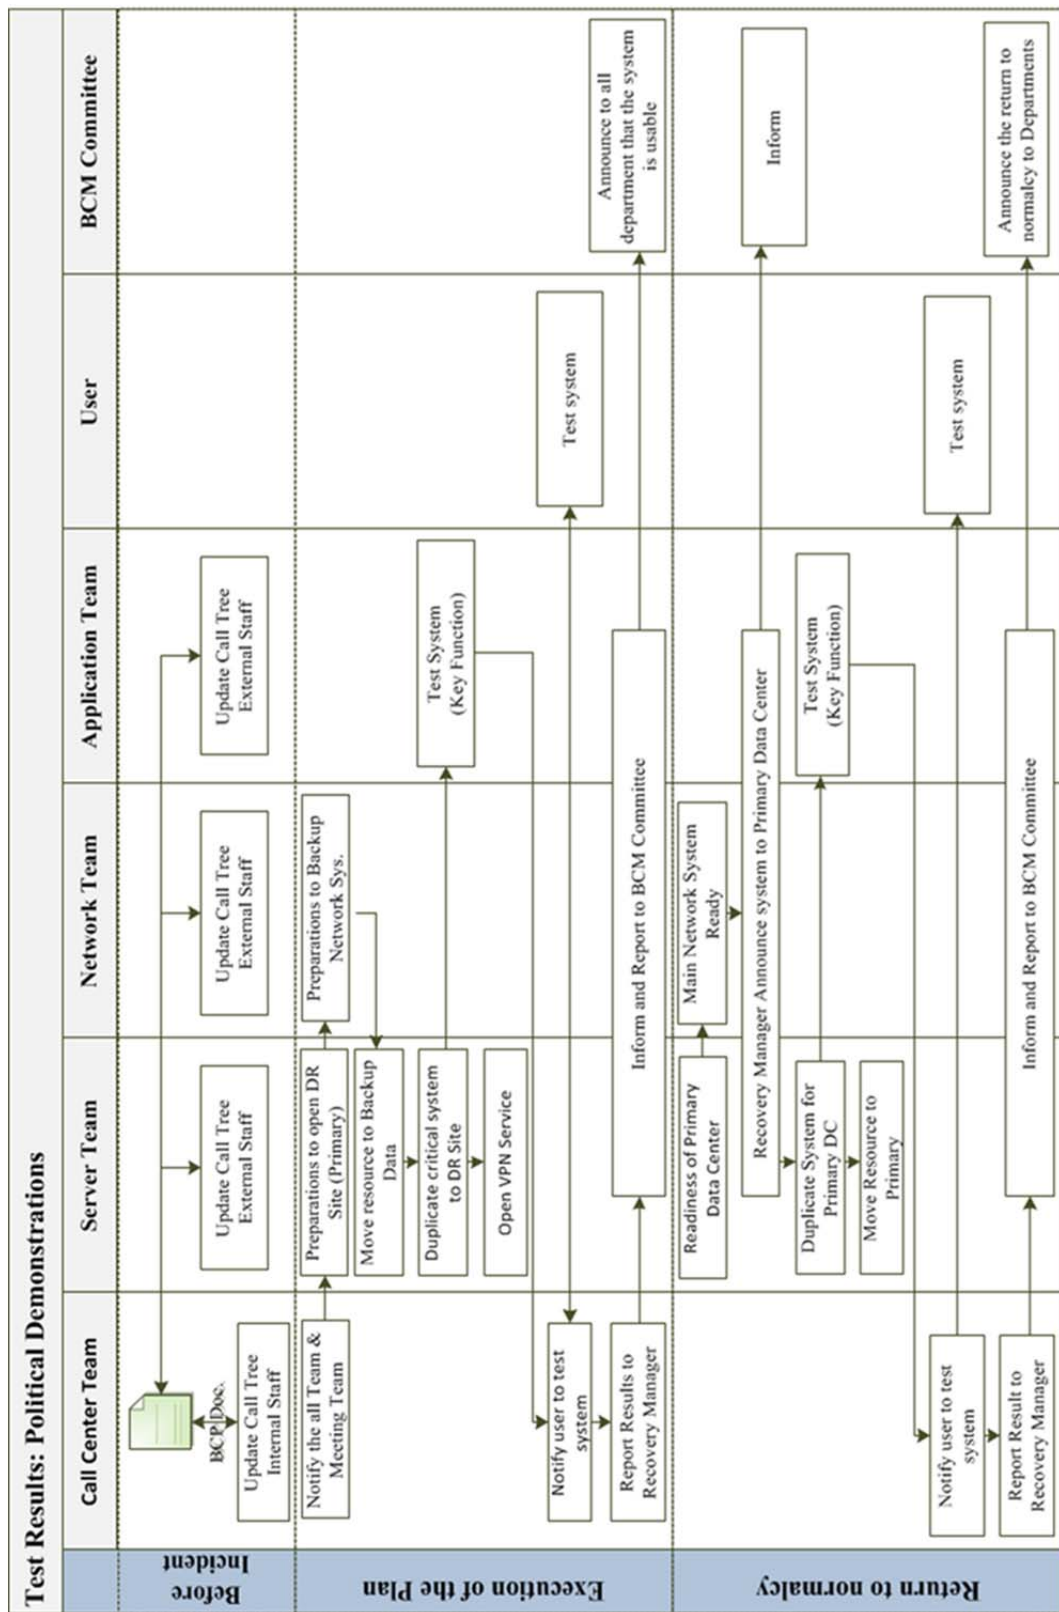 Test Results: Political Demonstrations
Call Center Team
Server Team
Network Team
Application Team
User
BCM Committee
Before
Incident
BCP Doc.
Update Call Tree
Internal Staff
Update Call Tree
External Staff
Update Call Tree
External Staff
Update Call Tree
External Staff
Execution of the Plan
Notify the all Team &
Meeting Team
Preparations to open DR
Site (Primary)
Preparations to Backup
Network Sys.
Move resource to Backup
Data
Duplicate critical system
to DR Site
Test System
(Key Function)
Open VPN Service
Notify user to test
system
Test system
Report Results to
Recovery Manager
Inform and Report to BCM Committee
Announce to all
department that the system
is usable
Return to normalcy
Readiness of Primary
Data Center
Main Network System
Ready
Recovery Manager Announce system to Primary Data Center
Inform
Duplicate System for
Primary DC
Test System
(Key Function)
Move Resource to
Primary
Notify user to test
system
Test system
Report Result to
Recovery Manager
Inform and Report to BCM Committee
Announce the return to
normalcy to Departments